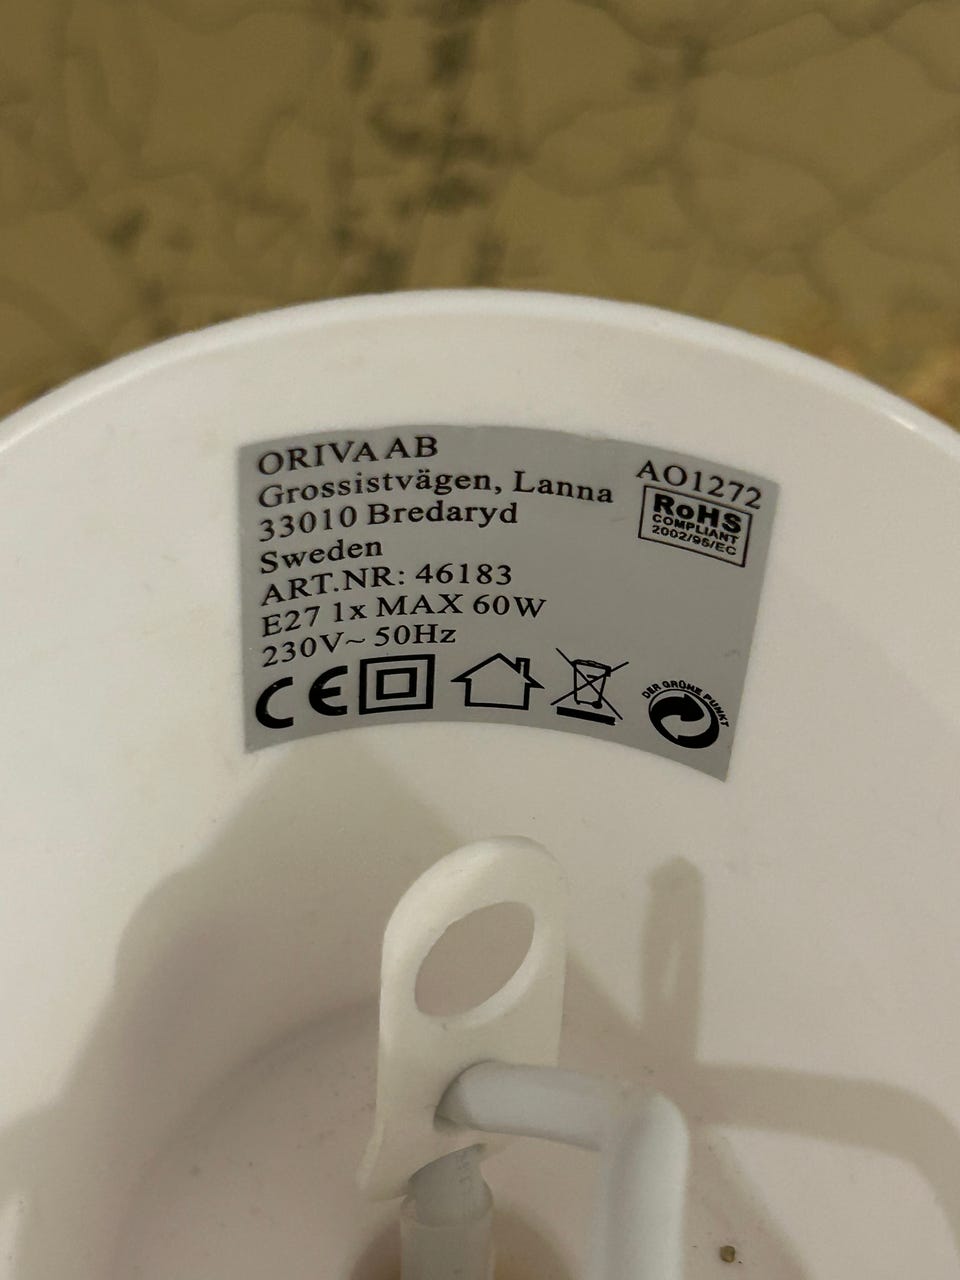 ORIVA AB
Grossistvägen, Lanna
33010 Bredaryd
Sweden
ART.NR: 46183
E27 1x MAX 60W
230V~ 50Hz
CE
AO1272
RoHS
COMPLIANT
2002/95/EC
DER GRÜNE PUNKT